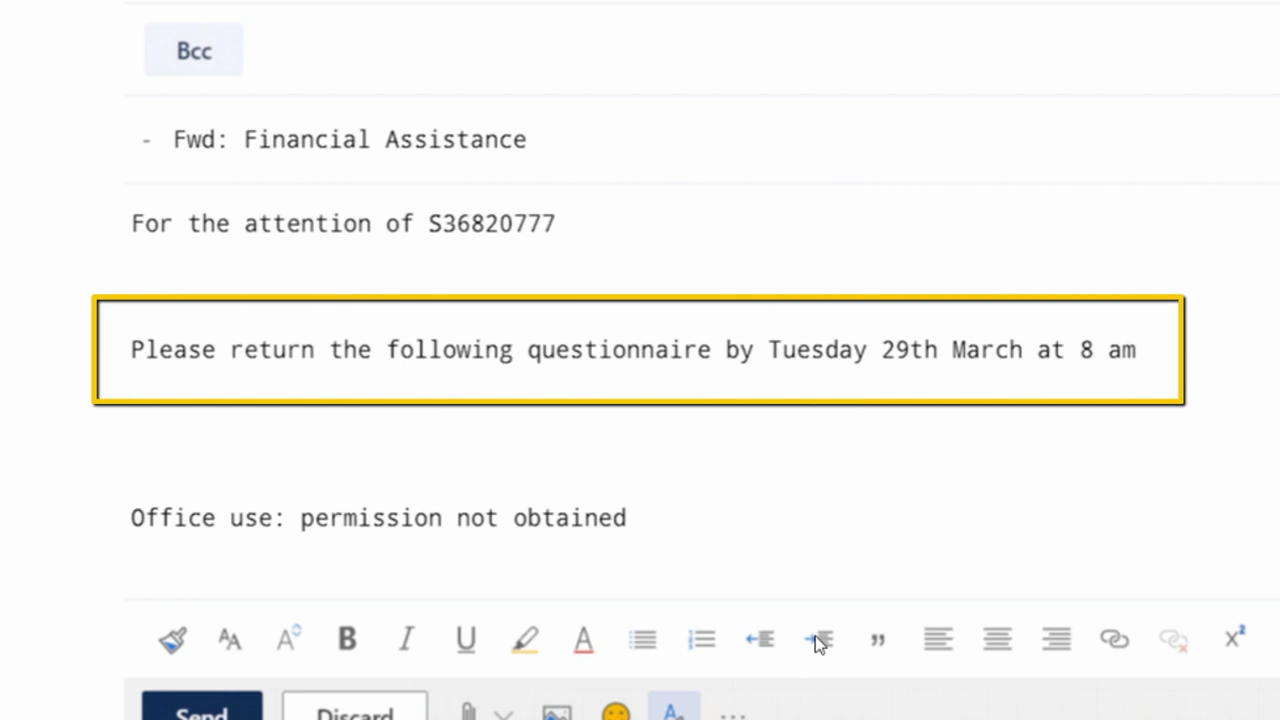 Bcc
- Fwd: Financial Assistance
For the attention of S36820777
Please return the following questionnaire by Tuesday 29th March at 8 am
Office use: permission not obtained
B I U A x²
Send Discard